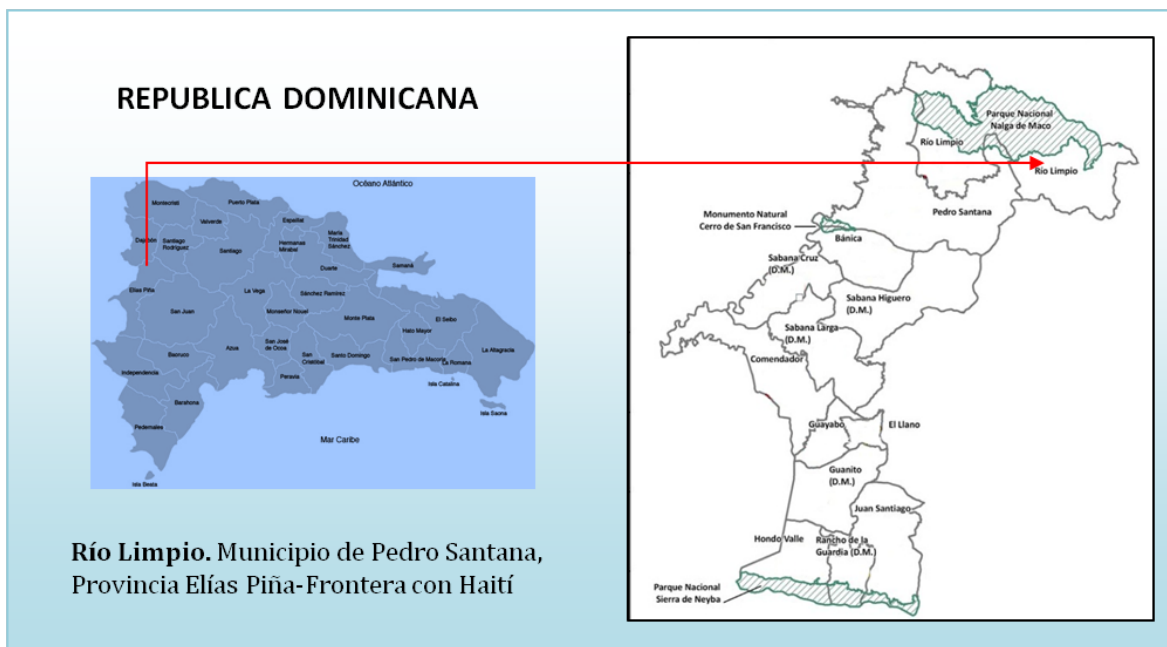 REPUBLICA DOMINICANA
Océano Atlántico
Montecristi
Puerto Plata
Valverde
Espaillat
María
Trinidad
Sánchez
Dajabón
Santiago
Rodríguez
Santiago
Hermanas
Mirabal
Duarte
Samaná
Elías Piña
La Vega
Sánchez Ramírez
San Juan
Monseñor Nouel
Monte Plata
El Seibo
Hato Mayor
La Altagracia
Baoruco
Azua
San José
de Ocoa
San
Cristóbal
Santo Domingo
San Pedro de Macorís
La Romana
Independencia
Peravia
Isla Catalina
Barahona
Isla Saona
Pedernales
Mar Caribe
Isla Beata
Río Limpio. Municipio de Pedro Santana,
Provincia Elías Piña-Frontera con Haití
Parque Nacional
Nalga de Maco
Río Limpio
Río Limpio
Pedro Santana
Monumento Natural
Cerro de San Francisco
Bánica
Sabana Cruz
(D.M.)
Sabana Higuero
(D.M.)
Sabana Larga
(D.M.)
Comendador
Guayabo
El Llano
Guanito
(D.M.)
Juan Santiago
Hondo Valle
Rancho de la
Guardia (D.M.)
Parque Nacional
Sierra de Neyba